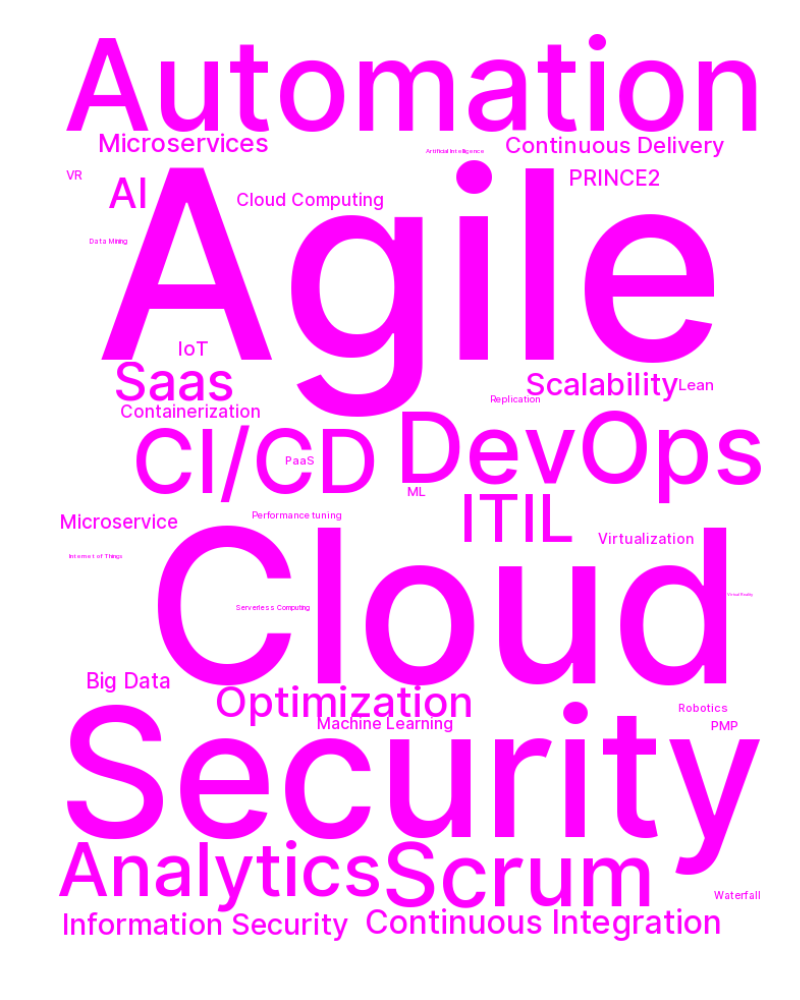 Automation
Microservices
Artificial Intelligence
Continuous Delivery
VR
AI
Cloud Computing
PRINCE2
Agile
Data Mining
IoT
Saas
Scalability
Lean
Replication
Containerization
CI/CD
PaaS
DevOps
ML
ITIL
Microservice
Performance tuning
Virtualization
Internet of Things
Cloud
Virtual Reality
Serverless Computing
Big Data
Optimization
Machine Learning
Robotics
PMP
Security
Analytics
Scrum
Waterfall
Information Security
Continuous Integration